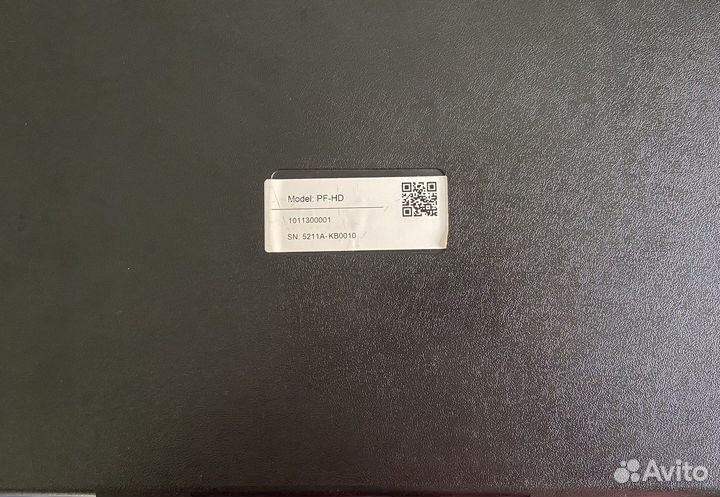 Model: PF-HD
1011300001
SN: 5211A-KB0010
Avito